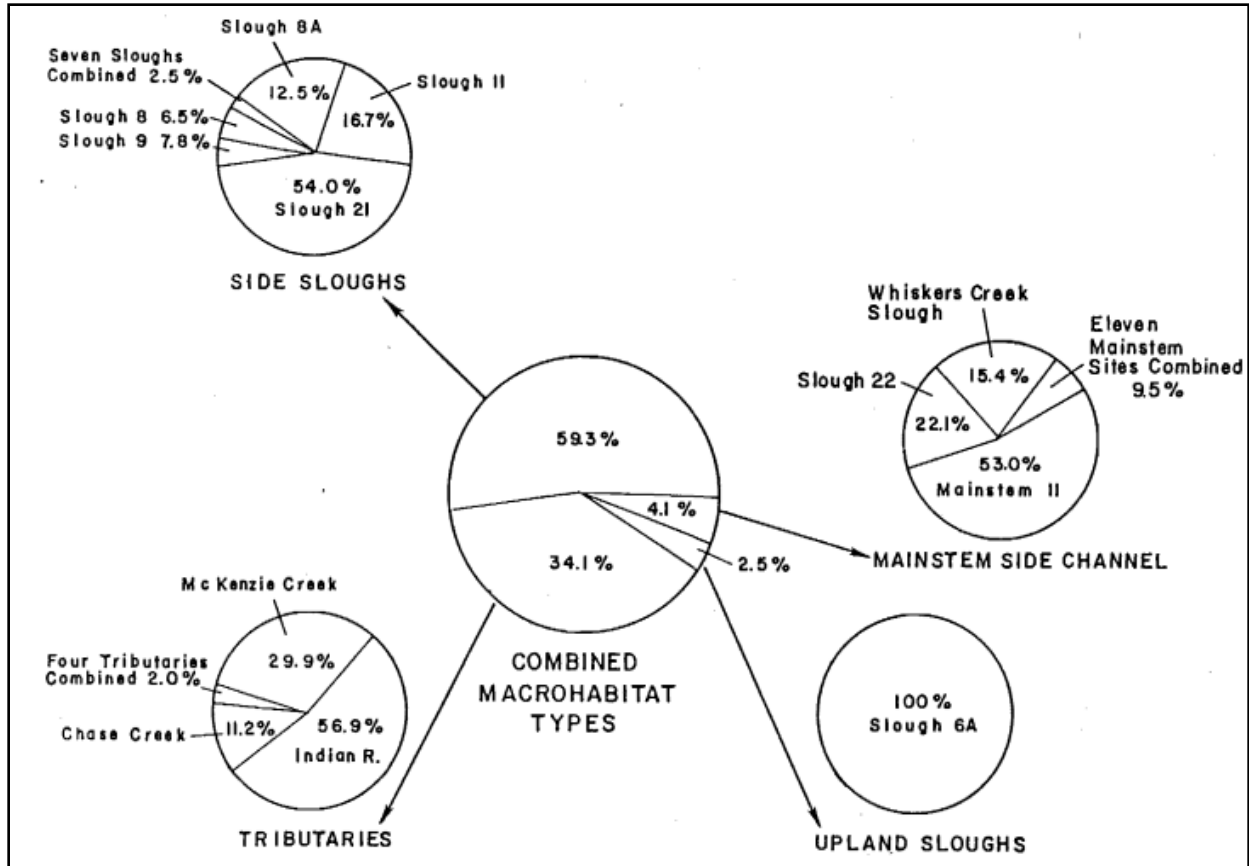 Slough 8A
Seven Sloughs
Combined 2.5%
12.5%
Slough 11
16.7%
Slough 8 6.5%
Slough 9 7.8%
54.0%
Slough 21
SIDE SLOUGHS
Whiskers Creek
Slough
Eleven
Mainstem
Sites Combined
9.5%
15.4%
Slough 22
22.1%
53.0%
Mainstem 11
MAINSTEM SIDE CHANNEL
59.3%
4.1%
2.5%
34.1%
COMBINED
MACROHABITAT
TYPES
McKenzie Creek
29.9%
Four Tributaries
Combined 2.0%
Chase Creek
11.2%
56.9%
Indian R.
TRIBUTARIES
100%
Slough 6A
UPLAND SLOUGHS